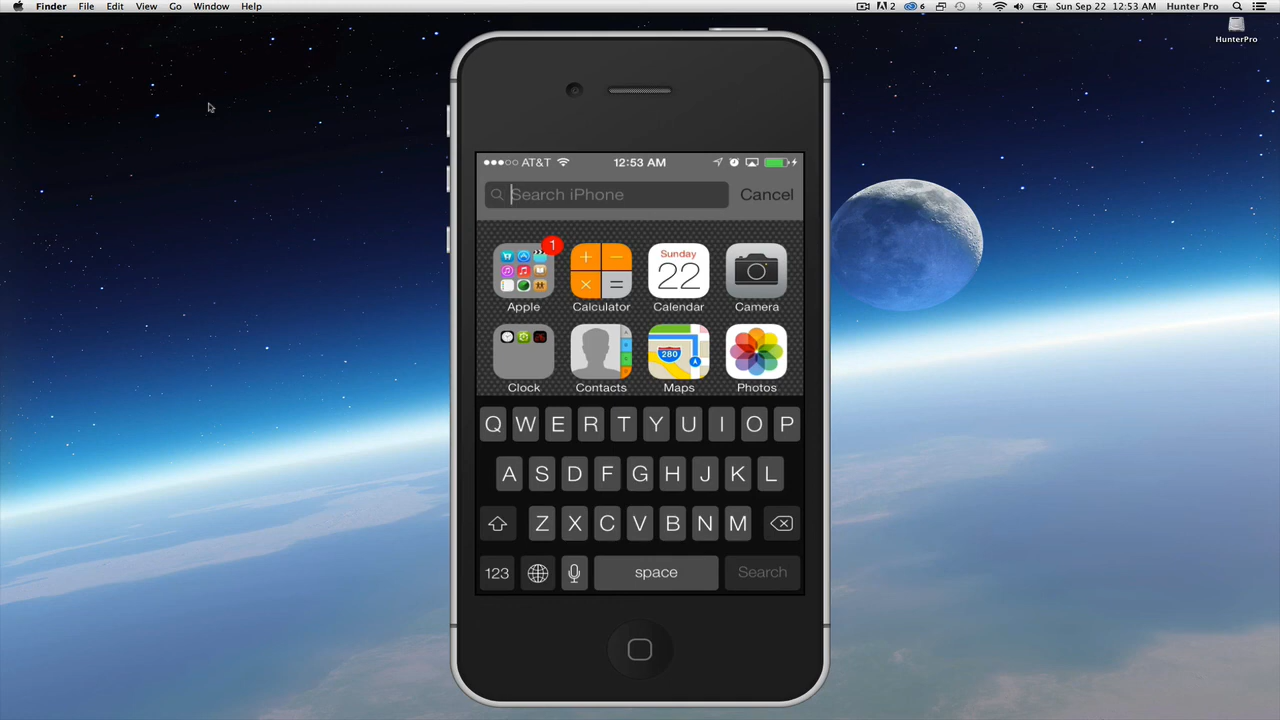 Finder File Edit View Go Window Help 2 6 Sun Sep 22 12:53 AM Hunter Pro
HunterPro
AT&T 12:53 AM
Search iPhone Cancel
1
Sunday
22
Apple Calculator Calendar Camera
280
Clock Contacts Maps Photos
Q W E R T Y U I O P
A S D F G H J K L
Z X C V B N M
123 space Search